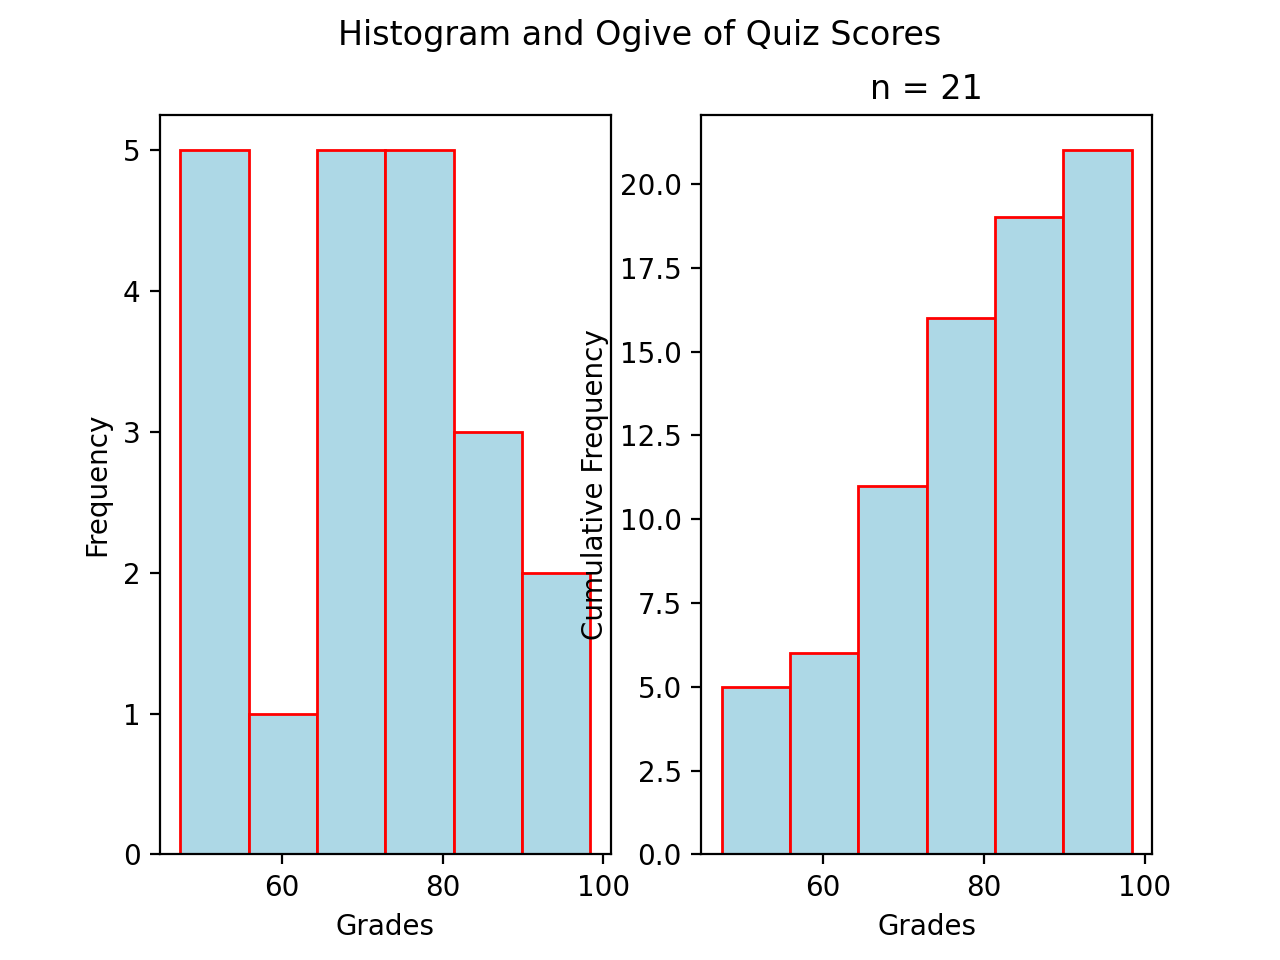 Histogram and Ogive of Quiz Scores
n = 21
5
4
3
2
1
0
Frequency
60 80 100
Grades
20.0
17.5
15.0
12.5
10.0
7.5
5.0
2.5
0.0
Cumulative Frequency
60 80 100
Grades